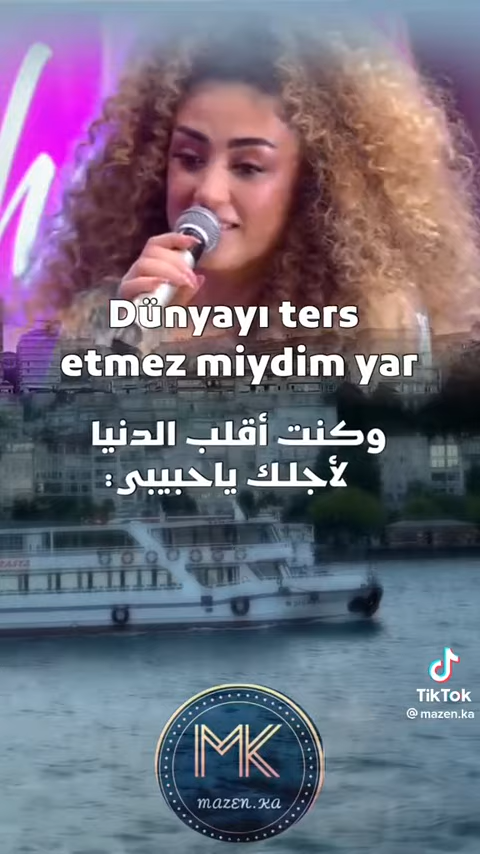 h
Dünyayı ters
etmez miydim yar
وكنت أقلب الدنيا
لأجلك ياحبيبي :
TikTok
@ mazen.ka
MK
mazen.ka